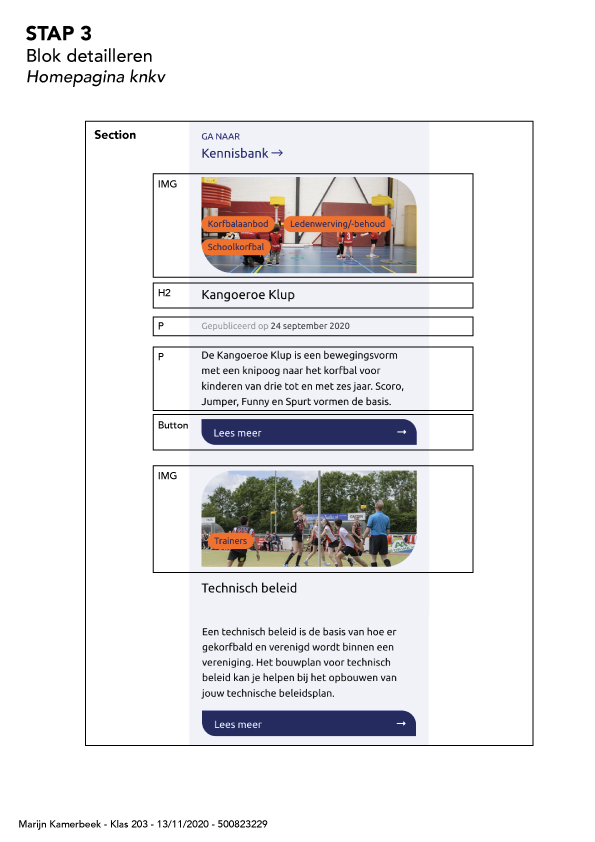 STAP 3
Blok detailleren
Homepagina knkv
Section
GA NAAR
Kennisbank →
IMG
Korfbalaanbod
Ledenwerving/-behoud
Schoolkorfbal
H2
Kangoeroe Klup
P
Gepubliceerd op 24 september 2020
P
De Kangoeroe Klup is een bewegingsvorm
met een knipoog naar het korfbal voor
kinderen van drie tot en met zes jaar. Scoro,
Jumper, Funny en Spurt vormen de basis.
Button
Lees meer →
IMG
Trainers
Technisch beleid
Een technisch beleid is de basis van hoe er
gekorfbald en verenigd wordt binnen een
vereniging. Het bouwplan voor technisch
beleid kan je helpen bij het opbouwen van
jouw technische beleidsplan.
Lees meer →
Marijn Kamerbeek - Klas 203 - 13/11/2020 - 500823229